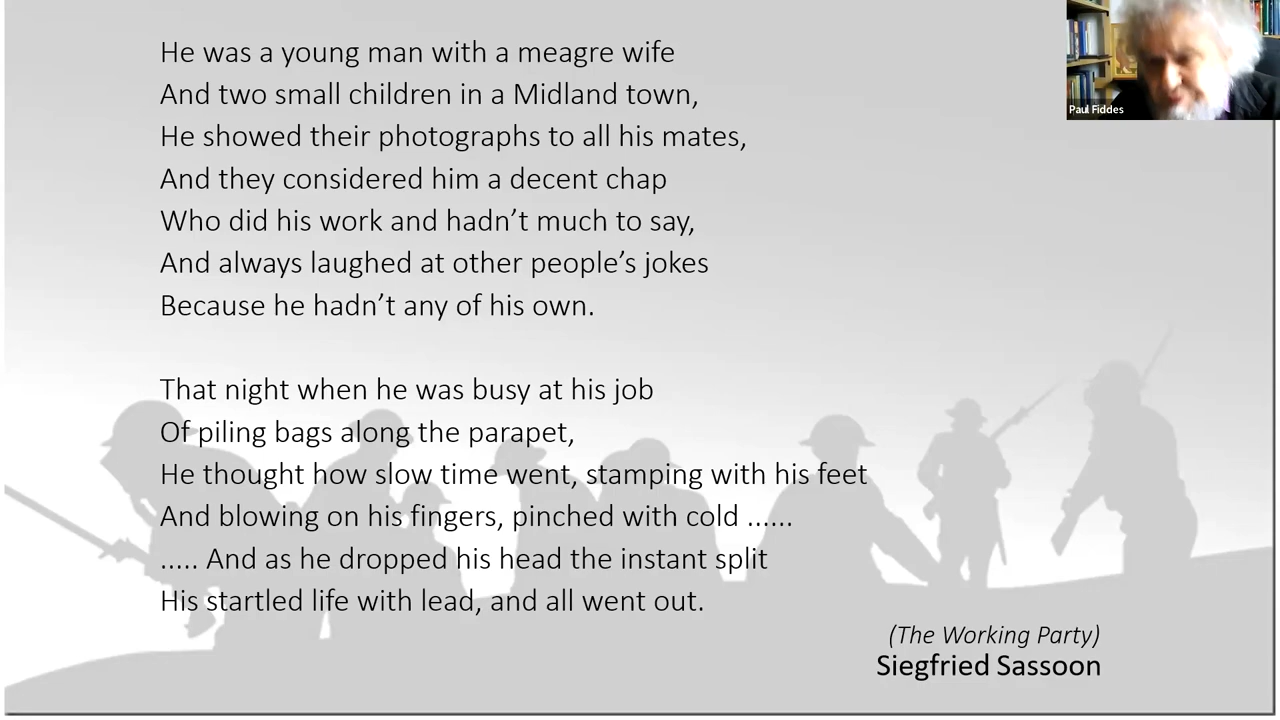 He was a young man with a meagre wife
And two small children in a Midland town,
He showed their photographs to all his mates,
And they considered him a decent chap
Who did his work and hadn’t much to say,
And always laughed at other people’s jokes
Because he hadn’t any of his own.
That night when he was busy at his job
Of piling bags along the parapet,
He thought how slow time went, stamping with his feet
And blowing on his fingers, pinched with cold ......
..... And as he dropped his head the instant split
His startled life with lead, and all went out.
(The Working Party)
Siegfried Sassoon
Paul Fiddes